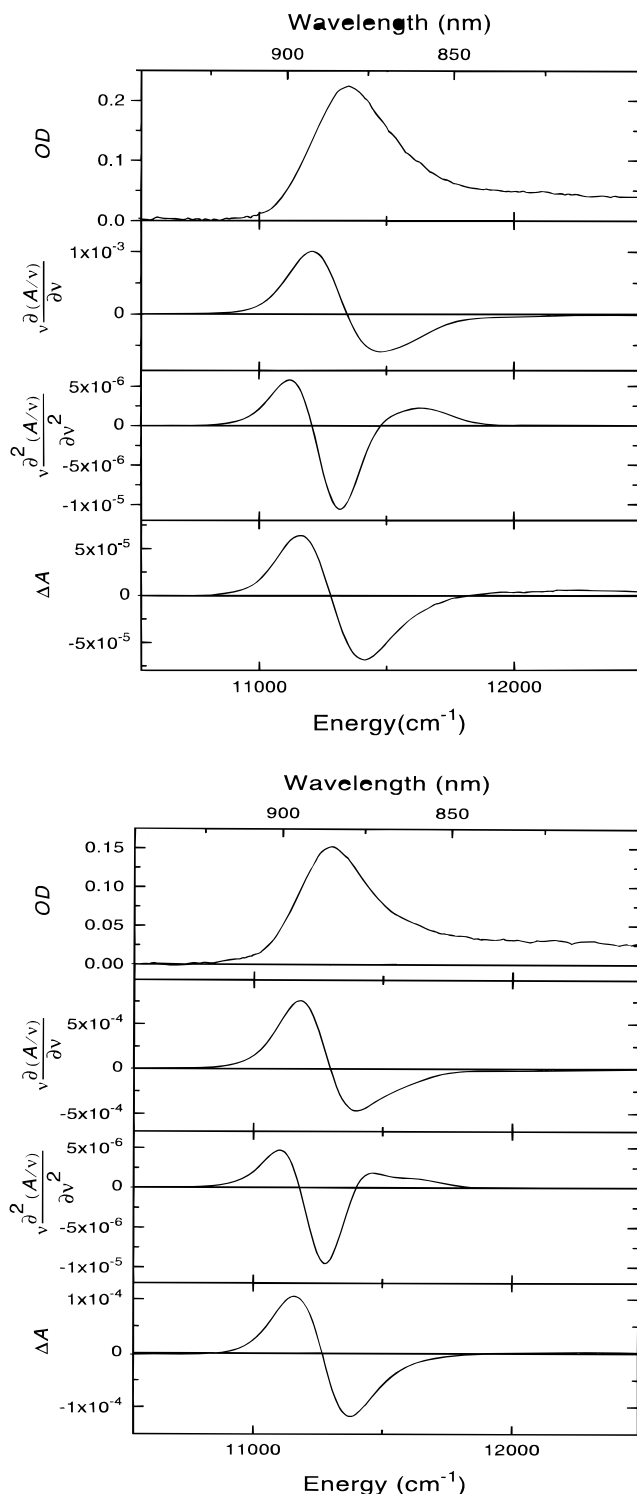 Wavelength (nm)
900 850
0.2
0.1
0.0
OD
1x10⁻³
0
ν ∂(A/ν) / ∂ν
5x10⁻⁶
0
-5x10⁻⁶
-1x10⁻⁵
ν ∂² (A/ν) / ∂ν²
5x10⁻⁵
0
-5x10⁻⁵
ΔA
11000 12000
Energy(cm⁻¹)
Wavelength (nm)
900 850
0.15
0.10
0.05
0.00
OD
5x10⁻⁴
0
-5x10⁻⁴
ν ∂(A/ν) / ∂ν
5x10⁻⁶
0
-5x10⁻⁶
-1x10⁻⁵
ν ∂² (A/ν) / ∂ν²
1x10⁻⁴
0
-1x10⁻⁴
ΔA
11000 12000
Energy (cm⁻¹)